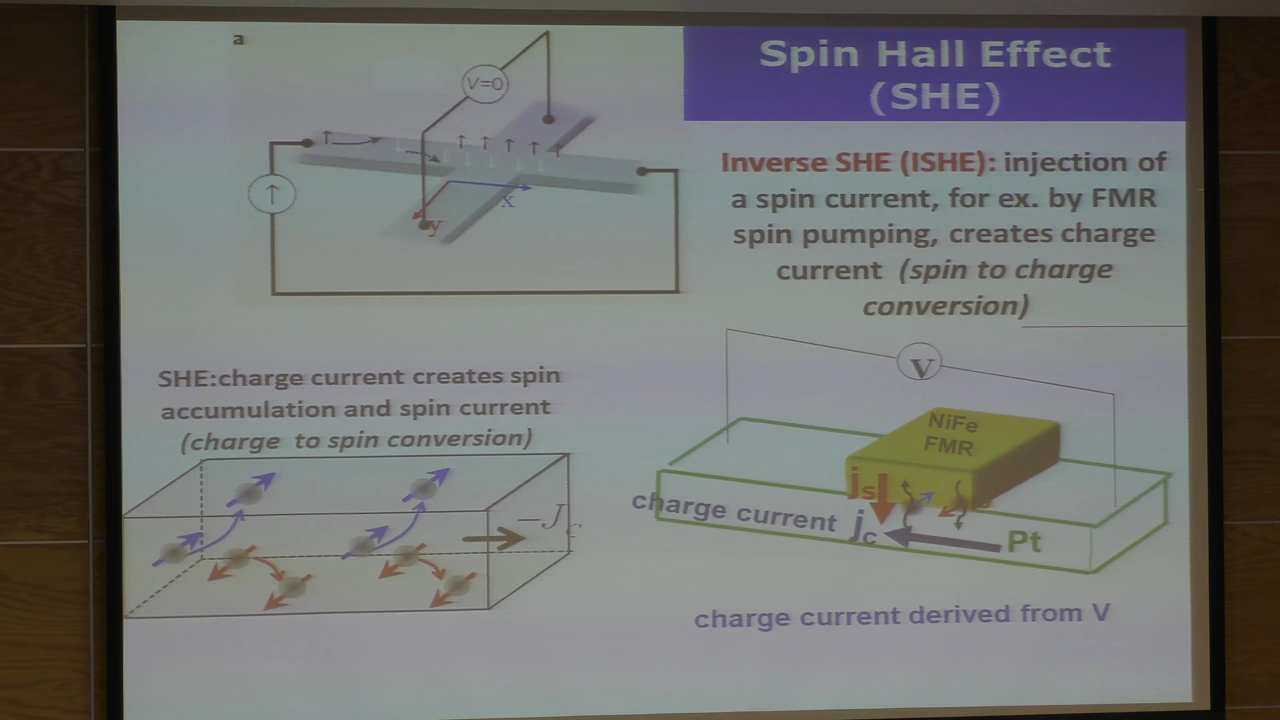 a
Spin Hall Effect
(SHE)
V=0
↑
x
y
Inverse SHE (ISHE): injection of
a spin current, for ex. by FMR
spin pumping, creates charge
current (spin to charge
conversion)
SHE:charge current creates spin
accumulation and spin current
(charge to spin conversion)
V
NiFe
FMR
js
charge current jc
Pt
charge current derived from V